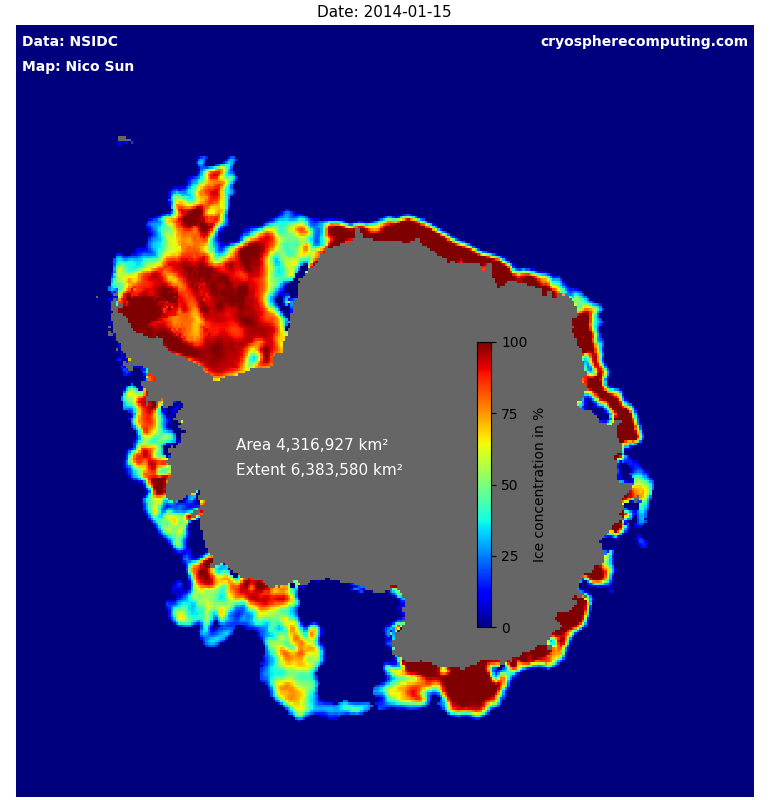 Date: 2014-01-15
Data: NSIDC
cryospherecomputing.com
Map: Nico Sun
Area 4,316,927 km²
Extent 6,383,580 km²
100
75
50
25
0
Ice concentration in %